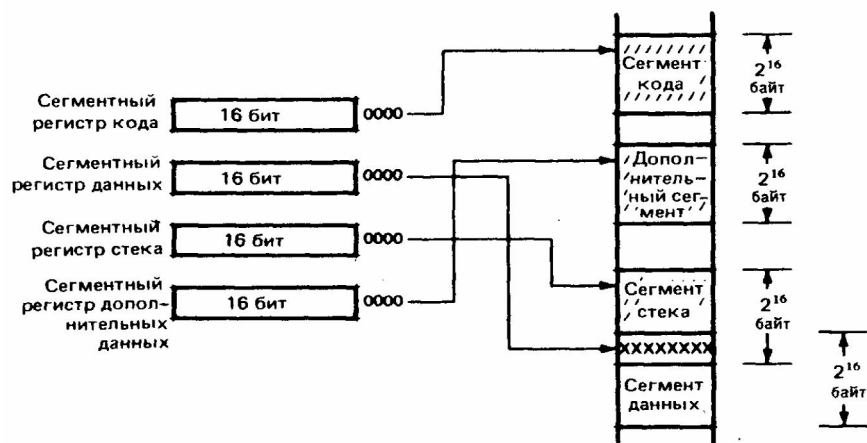 Сегментный
регистр кода
16 бит
0000
Сегментный
регистр данных
16 бит
0000
Сегментный
регистр стека
16 бит
0000
Сегментный
регистр допол-
нительных
данных
16 бит
0000
Сегмент
кода
2¹⁶
байт
Допол-
нитель-
ный сег-
мент
2¹⁶
байт
Сегмент
стека
2¹⁶
байт
XXXXXXXX
Сегмент
данных
2¹⁶
байт